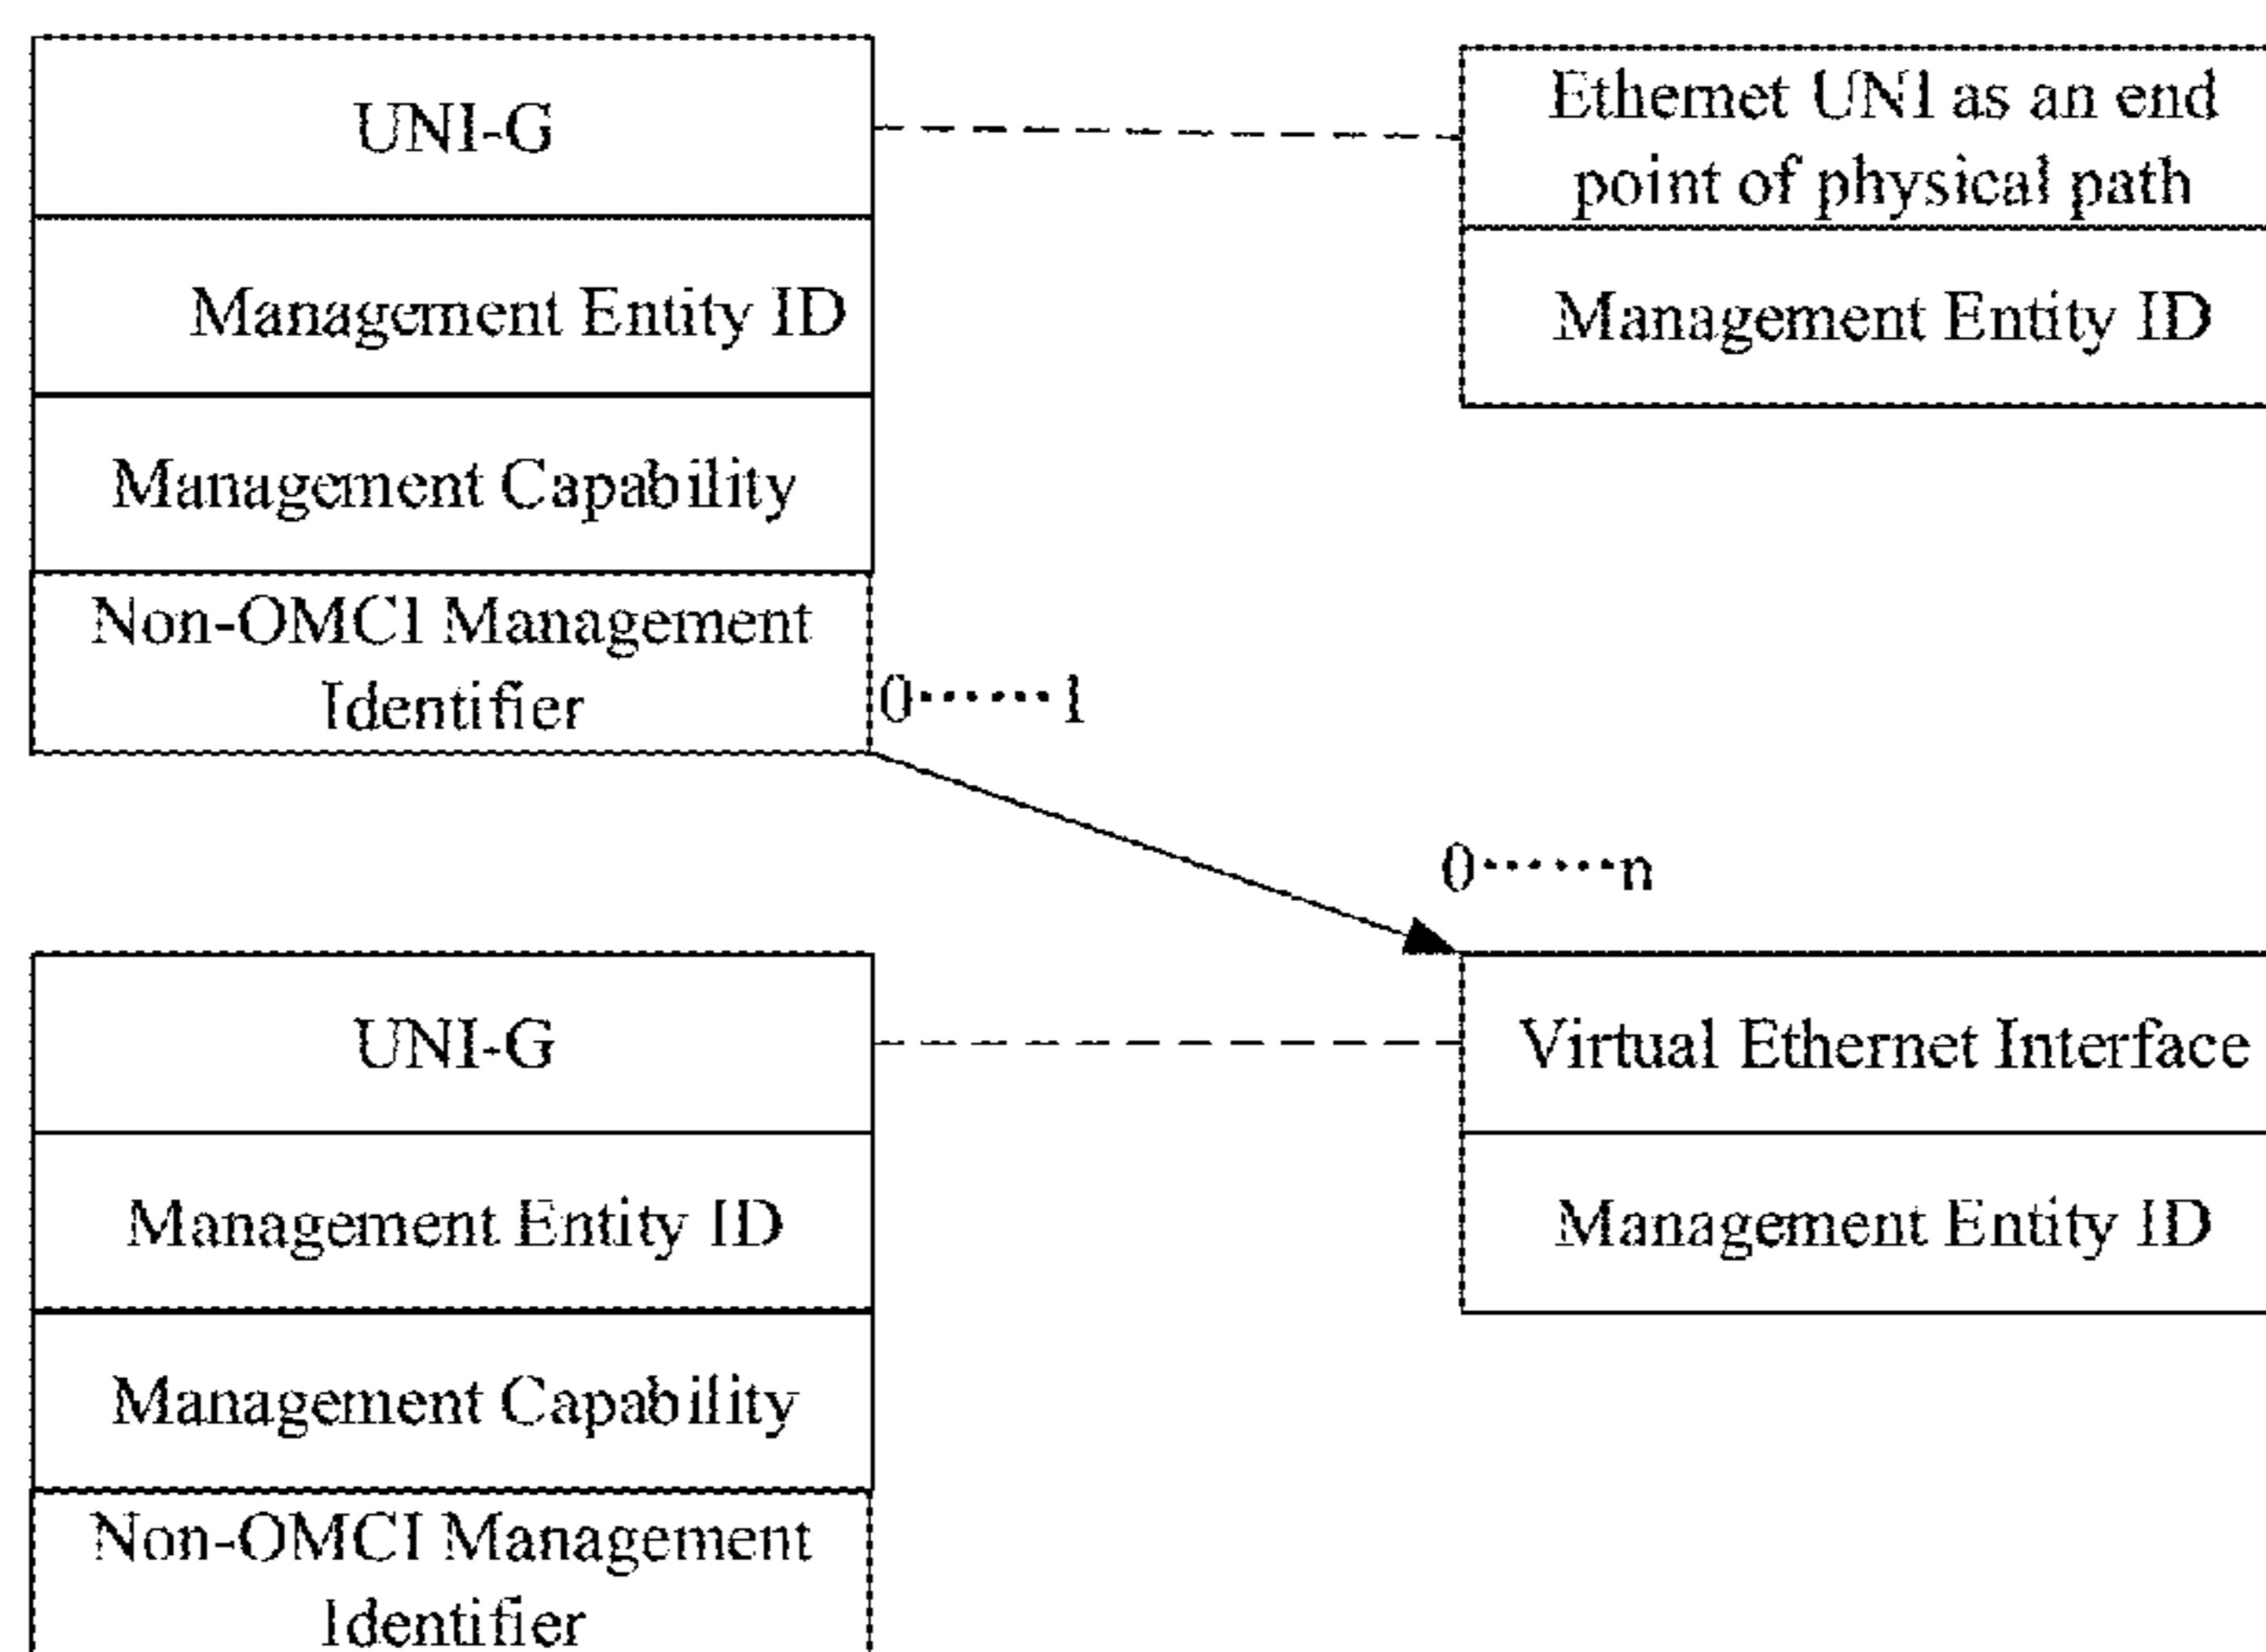 UNI-G
Ethernet UNI as an end
point of physical path
Management Entity ID
Management Entity ID
Management Capability
Non-OMCI Management
Identifier
0······1
0······n
UNI-G
Virtual Ethernet Interface
Management Entity ID
Management Entity ID
Management Capability
Non-OMCI Management
Identifier